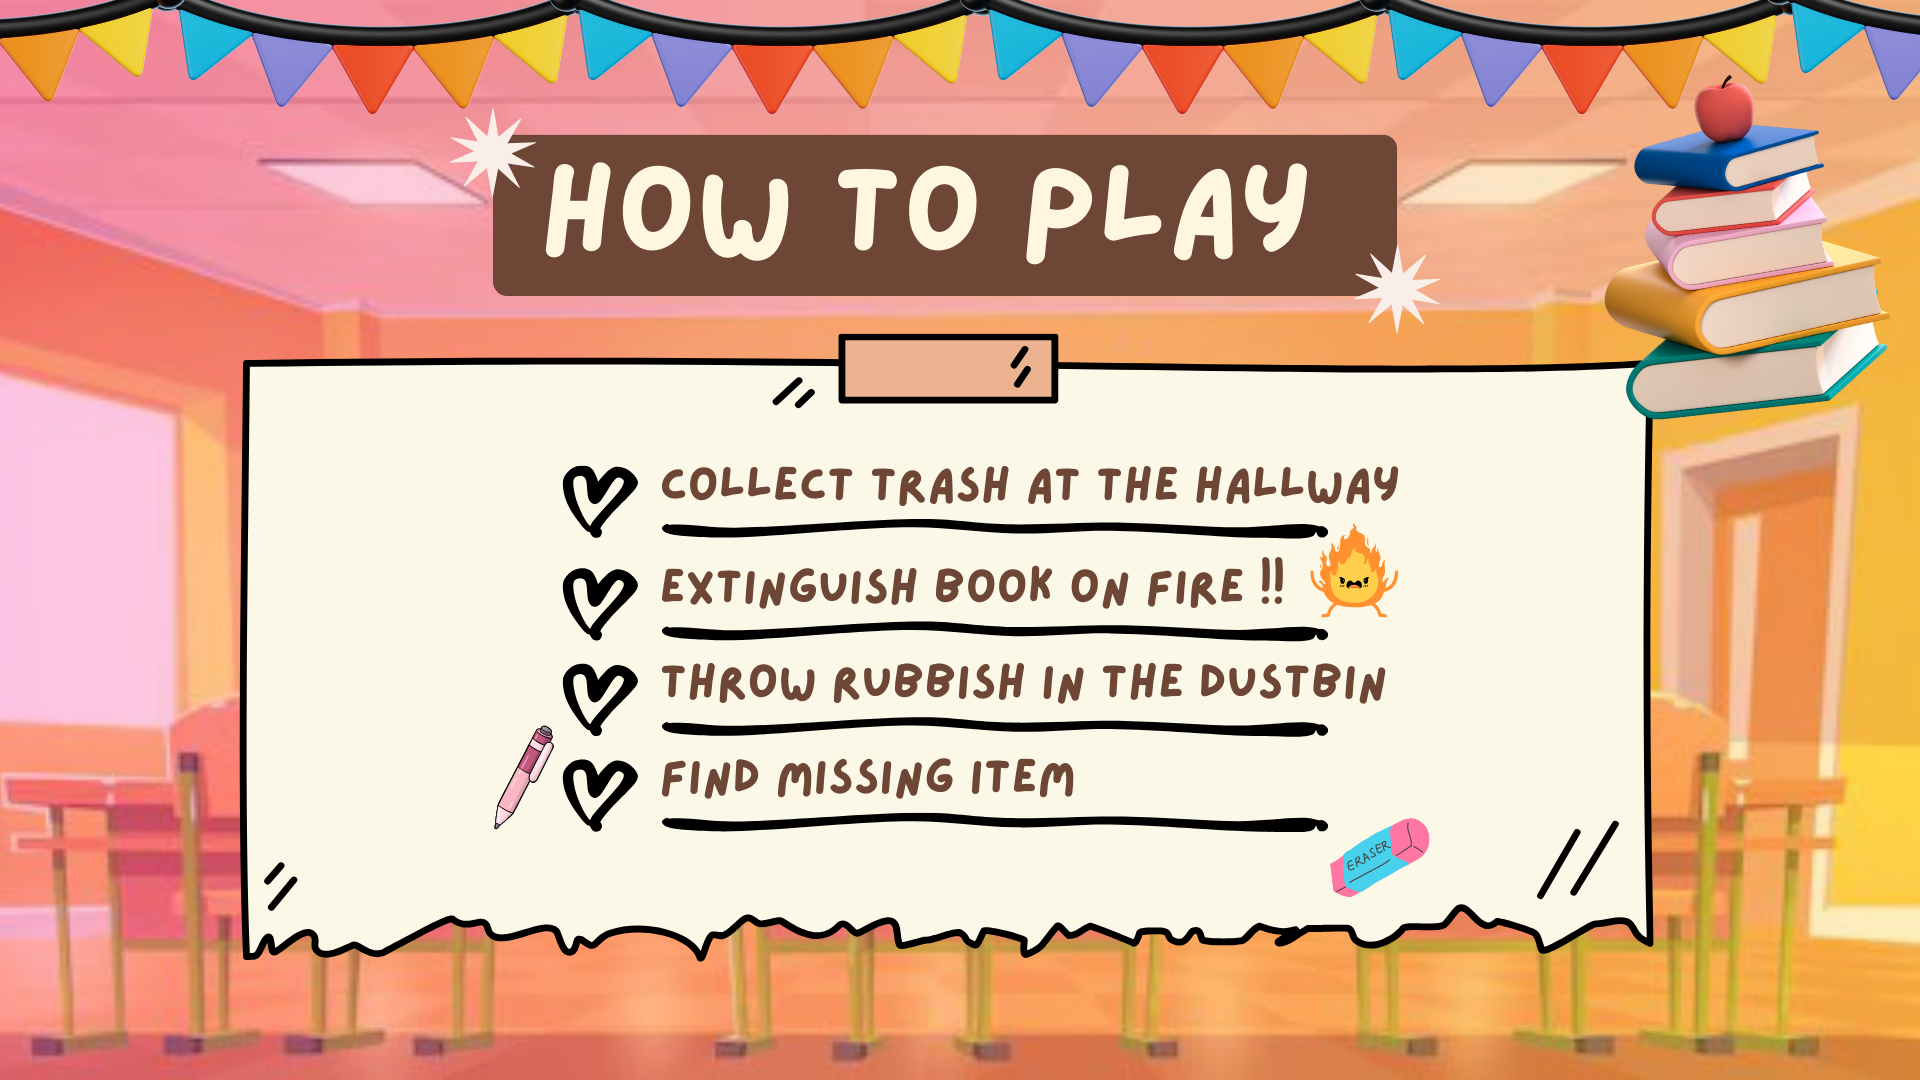 HOW TO PLAY
COLLECT TRASH AT THE HALLWAY
EXTINGUISH BOOK ON FIRE !!
THROW RUBBISH IN THE DUSTBIN
FIND MISSING ITEM
ERASER